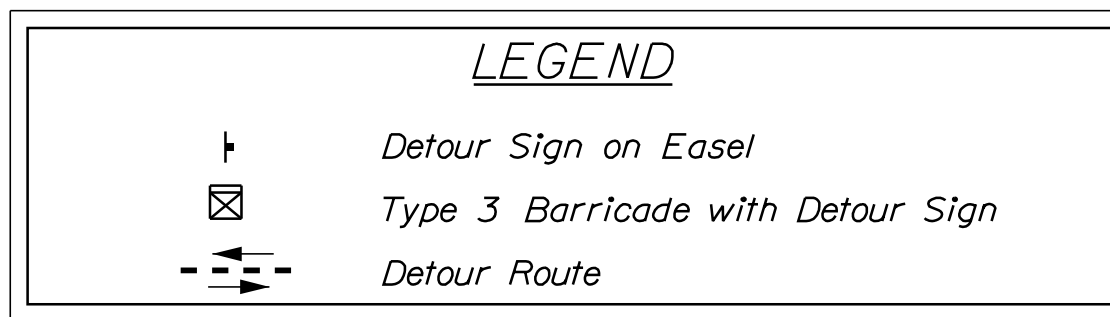 LEGEND
Detour Sign on Easel
Type 3 Barricade with Detour Sign
Detour Route